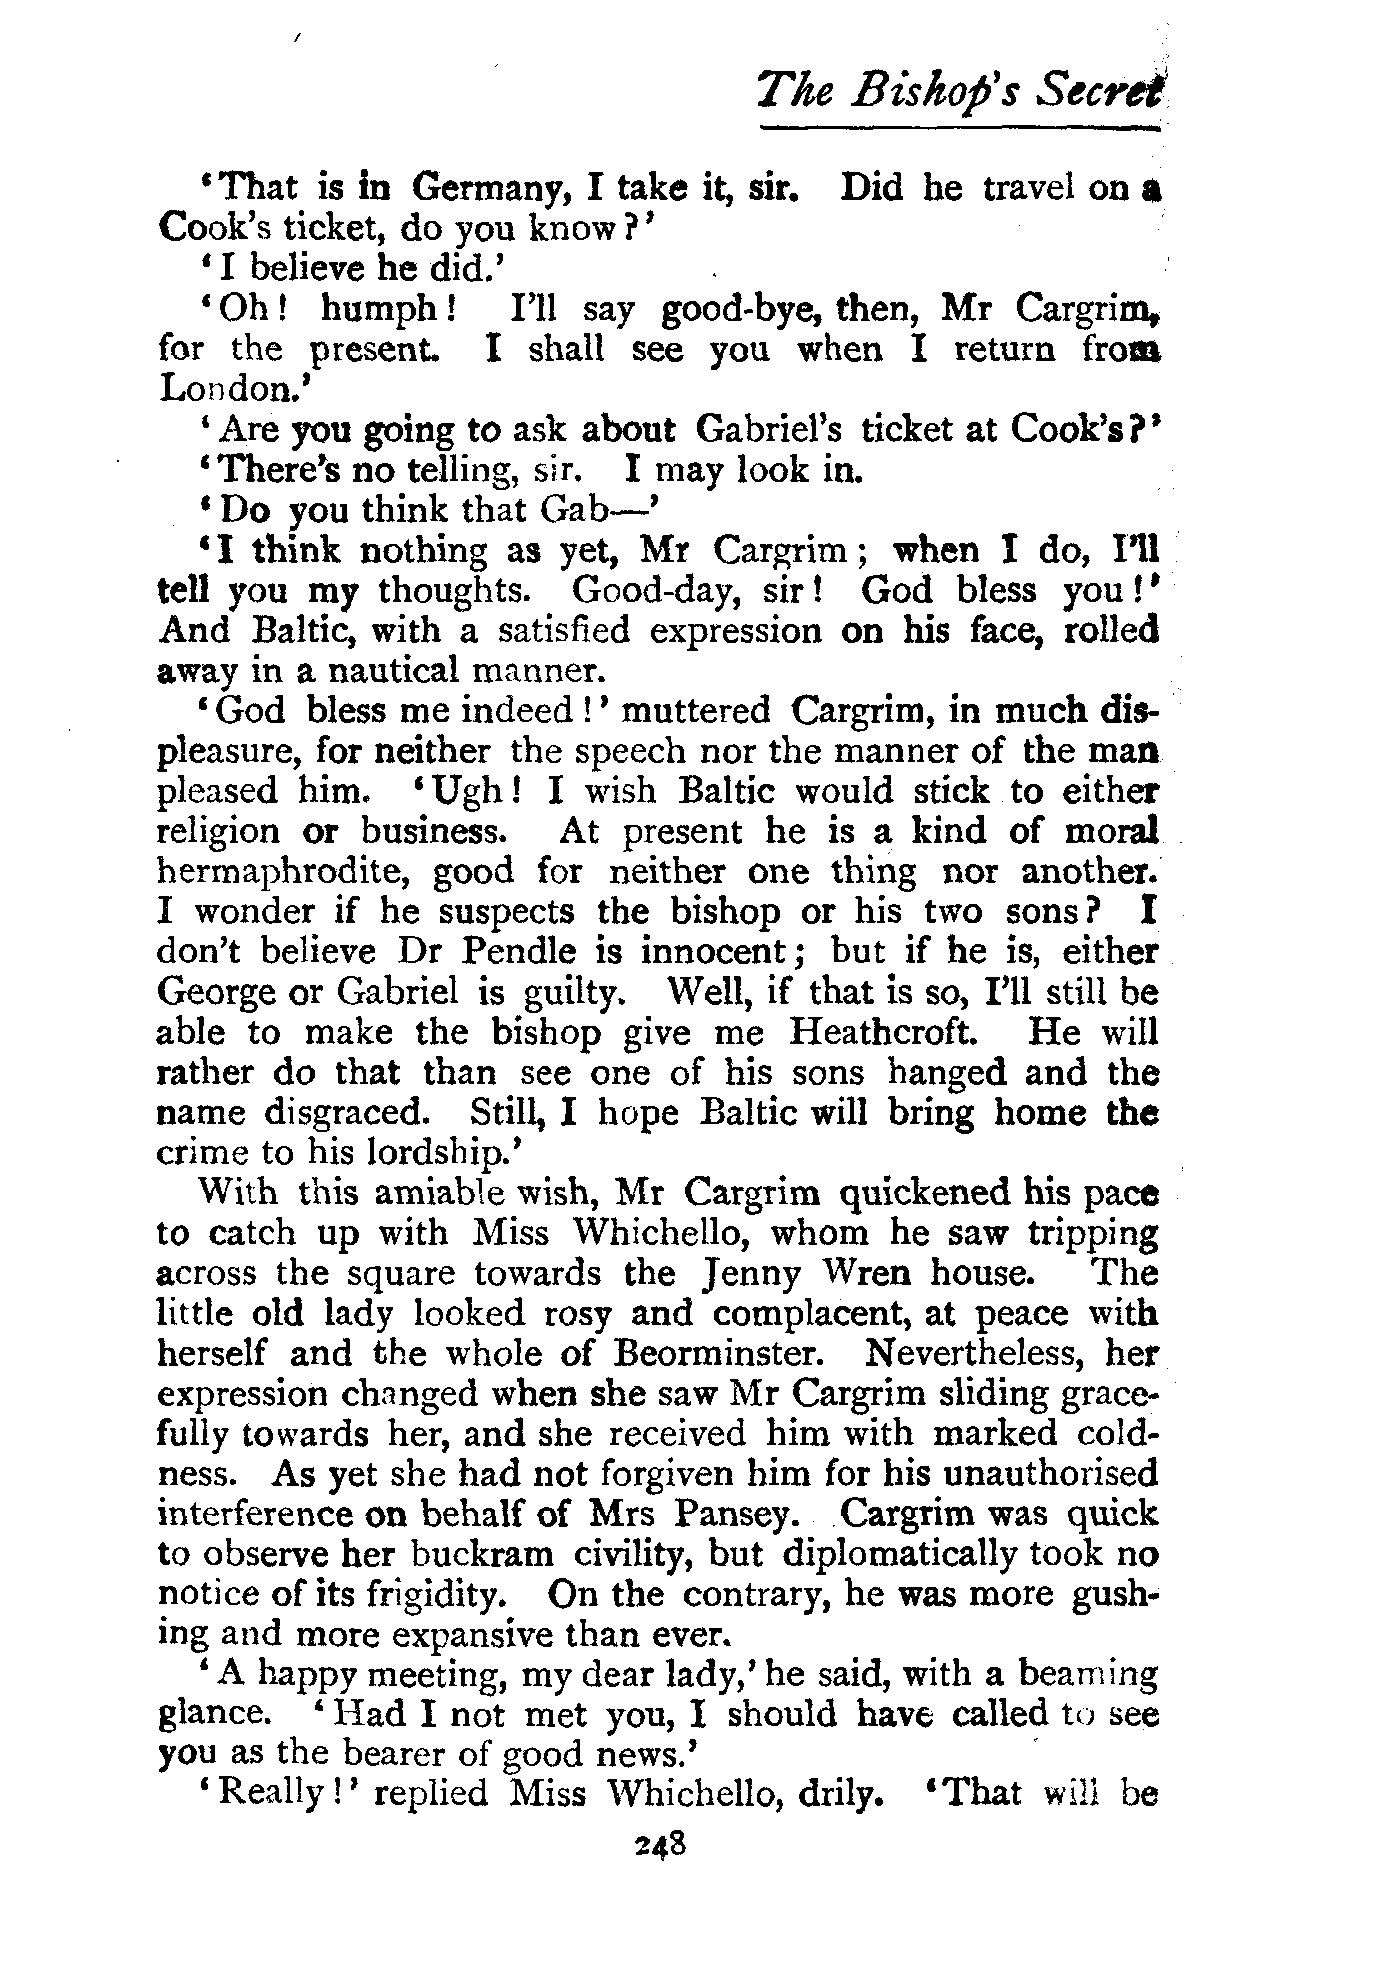 The Bishop's Secret
'That is in Germany, I take it, sir. Did he travel on a
Cook's ticket, do you know?'
'I believe he did.'
'Oh! humph! I'll say good-bye, then, Mr Cargrim,
for the present. I shall see you when I return from
London.'
'Are you going to ask about Gabriel's ticket at Cook's?'
'There's no telling, sir. I may look in.
'Do you think that Gab—'
'I think nothing as yet, Mr Cargrim; when I do, I'll
tell you my thoughts. Good-day, sir! God bless you!'
And Baltic, with a satisfied expression on his face, rolled
away in a nautical manner.
'God bless me indeed!' muttered Cargrim, in much dis-
pleasure, for neither the speech nor the manner of the man
pleased him. 'Ugh! I wish Baltic would stick to either
religion or business. At present he is a kind of moral
hermaphrodite, good for neither one thing nor another.
I wonder if he suspects the bishop or his two sons? I
don't believe Dr Pendle is innocent; but if he is, either
George or Gabriel is guilty. Well, if that is so, I'll still be
able to make the bishop give me Heathcroft. He will
rather do that than see one of his sons hanged and the
name disgraced. Still, I hope Baltic will bring home the
crime to his lordship.'
With this amiable wish, Mr Cargrim quickened his pace
to catch up with Miss Whichello, whom he saw tripping
across the square towards the Jenny Wren house. The
little old lady looked rosy and complacent, at peace with
herself and the whole of Beorminster. Nevertheless, her
expression changed when she saw Mr Cargrim sliding grace-
fully towards her, and she received him with marked cold-
ness. As yet she had not forgiven him for his unauthorised
interference on behalf of Mrs Pansey. Cargrim was quick
to observe her buckram civility, but diplomatically took no
notice of its frigidity. On the contrary, he was more gush-
ing and more expansive than ever.
'A happy meeting, my dear lady,' he said, with a beaming
glance. 'Had I not met you, I should have called to see
you as the bearer of good news.'
'Really!' replied Miss Whichello, drily. 'That will be
248